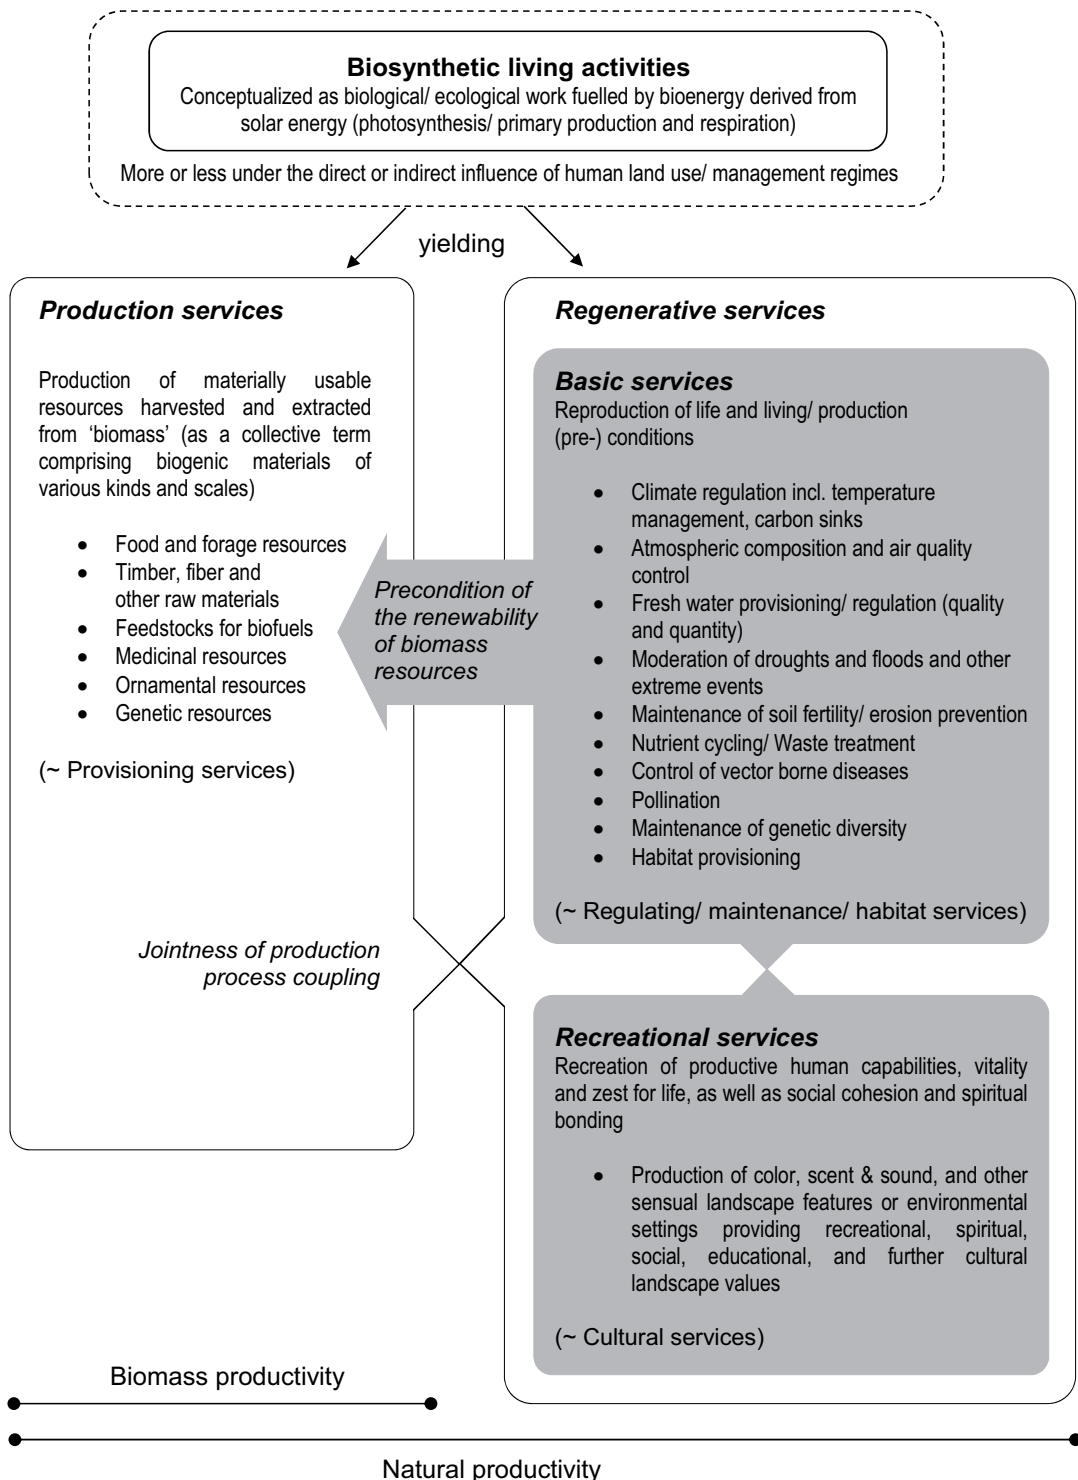 Biosynthetic living activities
Conceptualized as biological/ ecological work fuelled by bioenergy derived from
solar energy (photosynthesis/ primary production and respiration)
More or less under the direct or indirect influence of human land use/ management regimes
yielding
Production services
Production of materially usable
resources harvested and extracted
from ‘biomass’ (as a collective term
comprising biogenic materials of
various kinds and scales)
• Food and forage resources
• Timber, fiber and
other raw materials
• Feedstocks for biofuels
• Medicinal resources
• Ornamental resources
• Genetic resources
(~ Provisioning services)
Precondition of
the renewability
of biomass
resources
Jointness of production
process coupling
Regenerative services
Basic services
Reproduction of life and living/ production
(pre-) conditions
• Climate regulation incl. temperature
management, carbon sinks
• Atmospheric composition and air quality
control
• Fresh water provisioning/ regulation (quality
and quantity)
• Moderation of droughts and floods and other
extreme events
• Maintenance of soil fertility/ erosion prevention
• Nutrient cycling/ Waste treatment
• Control of vector borne diseases
• Pollination
• Maintenance of genetic diversity
• Habitat provisioning
(~ Regulating/ maintenance/ habitat services)
Recreational services
Recreation of productive human capabilities, vitality
and zest for life, as well as social cohesion and spiritual
bonding
• Production of color, scent & sound, and other
sensual landscape features or environmental
settings providing recreational, spiritual,
social, educational, and further cultural
landscape values
(~ Cultural services)
Biomass productivity
Natural productivity